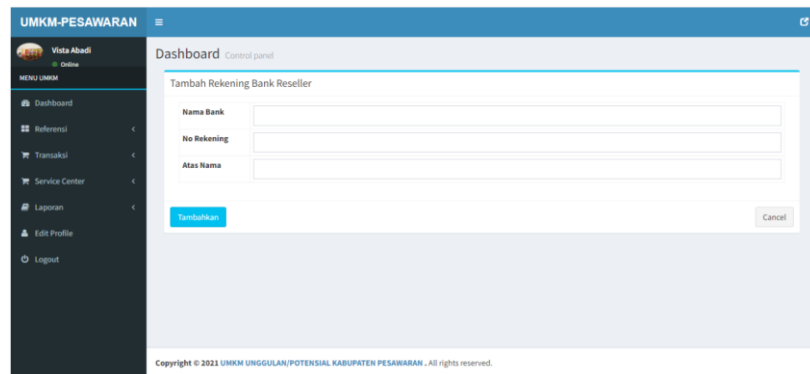 UMKM-PESAWARAN
Vista Abadi
Online
MENU UMKM
Dashboard
Referensi
Transaksi
Service Center
Laporan
Edit Profile
Logout
Dashboard Control panel
Tambah Rekening Bank Reseller
Nama Bank
No Rekening
Atas Nama
Tambahkan
Cancel
Copyright © 2021 UMKM UNGGULAN/POTENSIAL KABUPATEN PESAWARAN . All rights reserved.